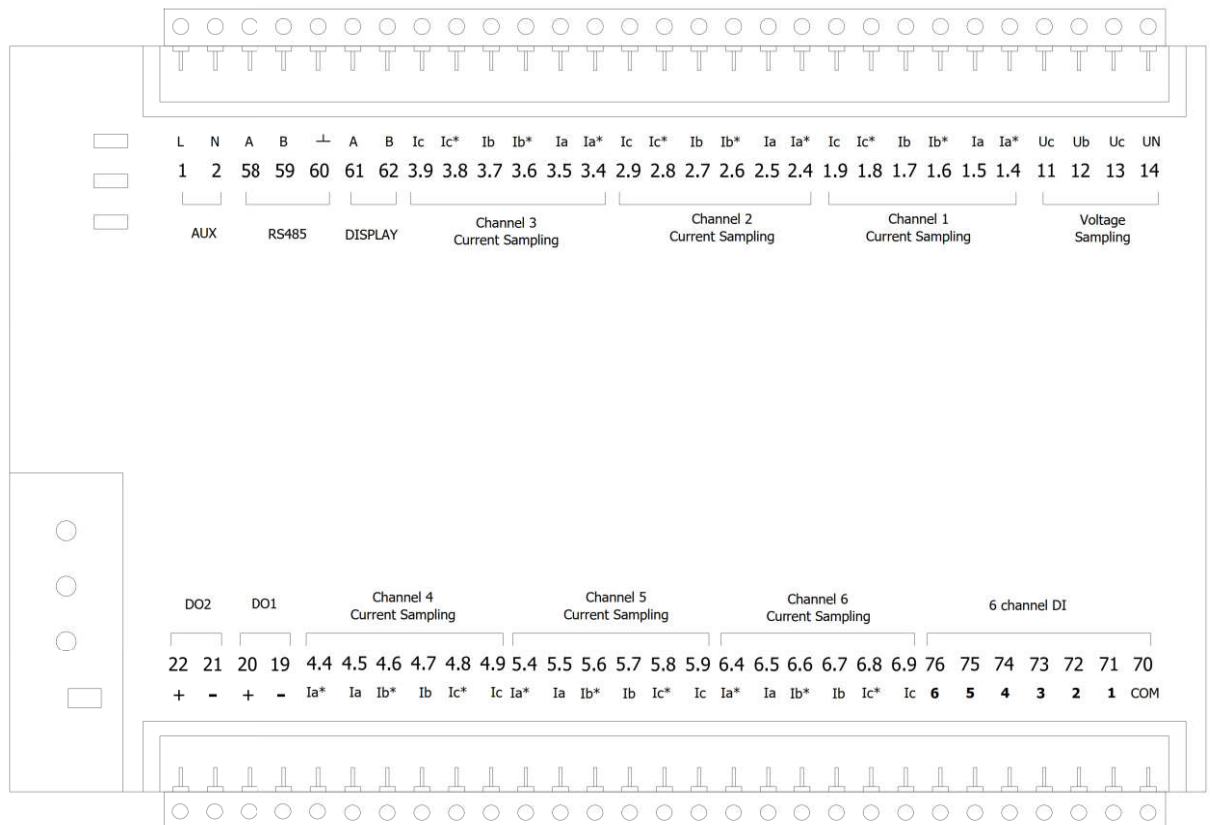 L N A B ┴ A B Ic Ic* Ib Ib* Ia Ia* Ic Ic* Ib Ib* Ia Ia* Ic Ic* Ib Ib* Ia Ia* Uc Ub Uc UN
1 2 58 59 60 61 62 3.9 3.8 3.7 3.6 3.5 3.4 2.9 2.8 2.7 2.6 2.5 2.4 1.9 1.8 1.7 1.6 1.5 1.4 11 12 13 14
AUX RS485 DISPLAY
Channel 3
Current Sampling
Channel 2
Current Sampling
Channel 1
Current Sampling
Voltage
Sampling
DO2 DO1
Channel 4
Current Sampling
Channel 5
Current Sampling
Channel 6
Current Sampling
6 channel DI
22 21 20 19 4.4 4.5 4.6 4.7 4.8 4.9 5.4 5.5 5.6 5.7 5.8 5.9 6.4 6.5 6.6 6.7 6.8 6.9 76 75 74 73 72 71 70
+ - + - Ia* Ia Ib* Ib Ic* Ic Ia* Ia Ib* Ib Ic* Ic Ia* Ia Ib* Ib Ic* Ic 6 5 4 3 2 1 COM